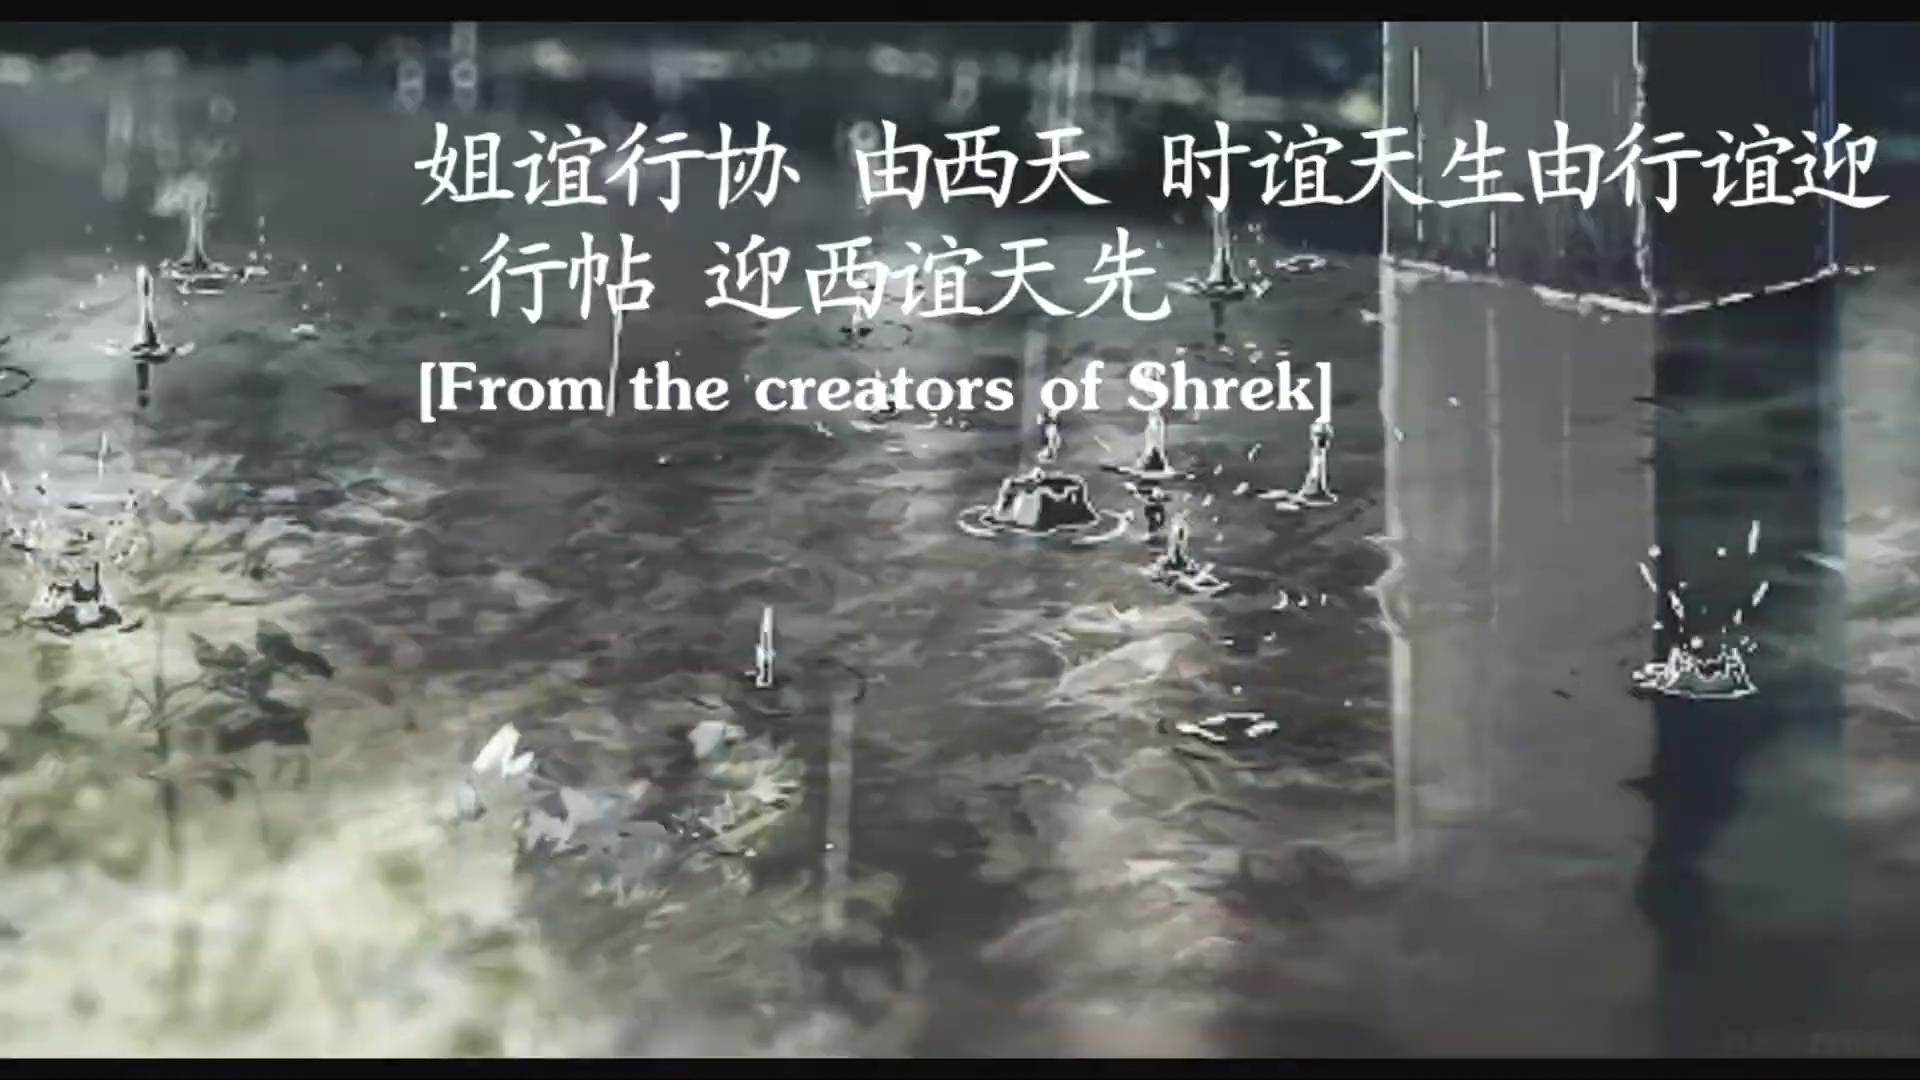 姐谊行协 由西天 时谊天生由行谊迎
行帖 迎西谊天先
[From the creators of Shrek]